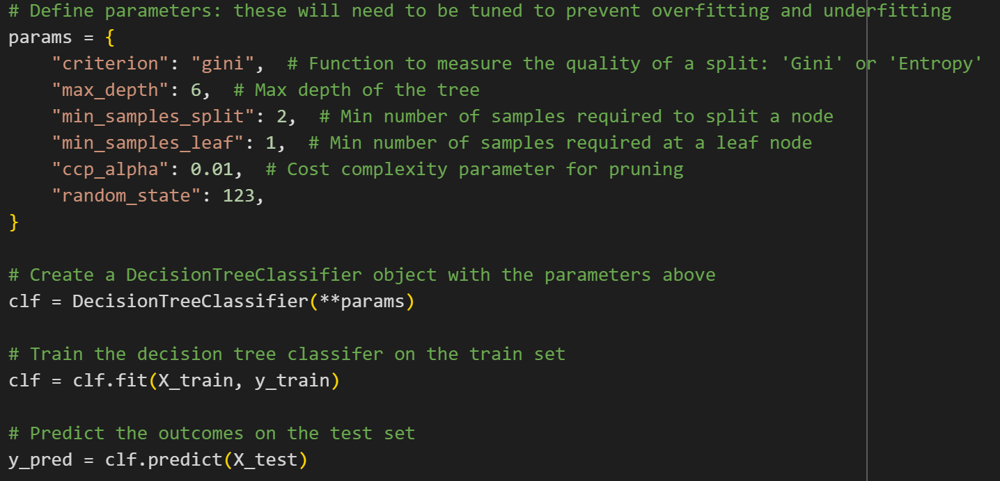 # Define parameters: these will need to be tuned to prevent overfitting and underfitting
params = {
    "criterion": "gini",  # Function to measure the quality of a split: 'Gini' or 'Entropy'
    "max_depth": 6,  # Max depth of the tree
    "min_samples_split": 2,  # Min number of samples required to split a node
    "min_samples_leaf": 1,  # Min number of samples required at a leaf node
    "ccp_alpha": 0.01,  # Cost complexity parameter for pruning
    "random_state": 123,
}

# Create a DecisionTreeClassifier object with the parameters above
clf = DecisionTreeClassifier(**params)

# Train the decision tree classifer on the train set
clf = clf.fit(X_train, y_train)

# Predict the outcomes on the test set
y_pred = clf.predict(X_test)